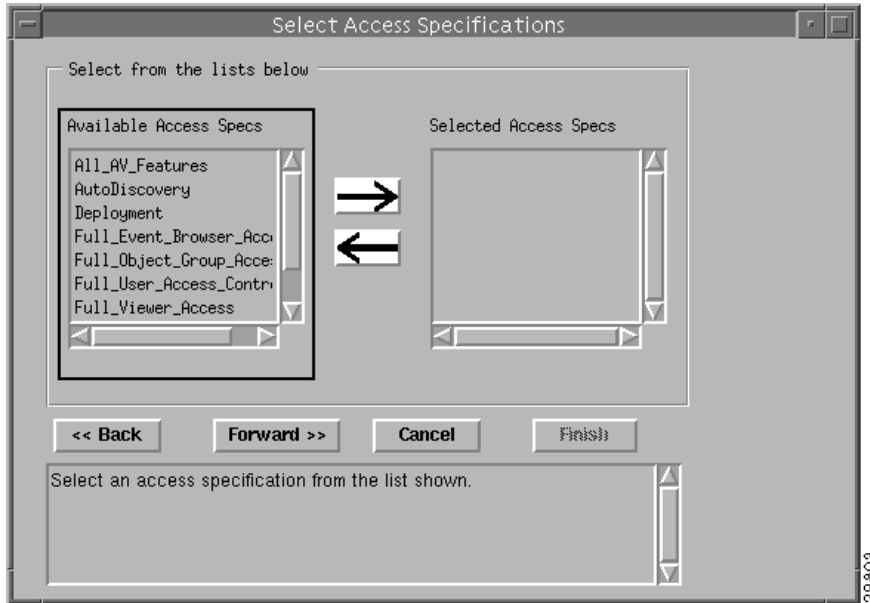 Select Access Specifications
Select from the lists below
Available Access Specs
Selected Access Specs
All_AV_Features
AutoDiscovery
Deployment
Full_Event_Browser_Acc
Full_Object_Group_Acce
Full_User_Access_Contr
Full_Viewer_Access
<< Back
Forward >>
Cancel
Finish
Select an access specification from the list shown.